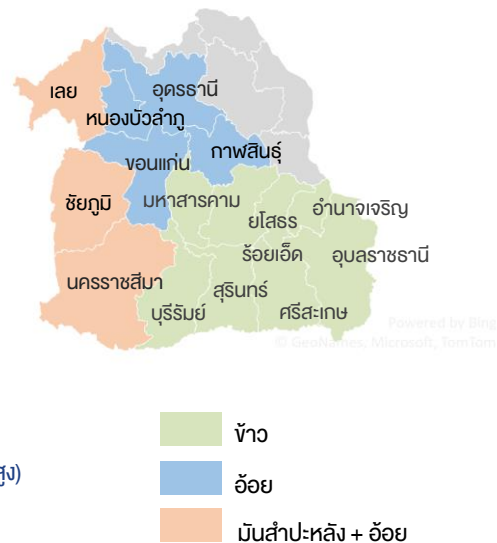 เลย
อุดรธานี
หนองบัวลำภู
ขอนแก่น
กาฬสินธุ์
ชัยภูมิ
มหาสารคาม
ยโสธร
อำนาจเจริญ
ร้อยเอ็ด
อุบลราชธานี
นครราชสีมา
สุรินทร์
บุรีรัมย์
ศรีสะเกษ
Powered by Bing
© GeoNames, Microsoft, TomTom
ข้าว
สูง)
อ้อย
มันสำปะหลัง + อ้อย